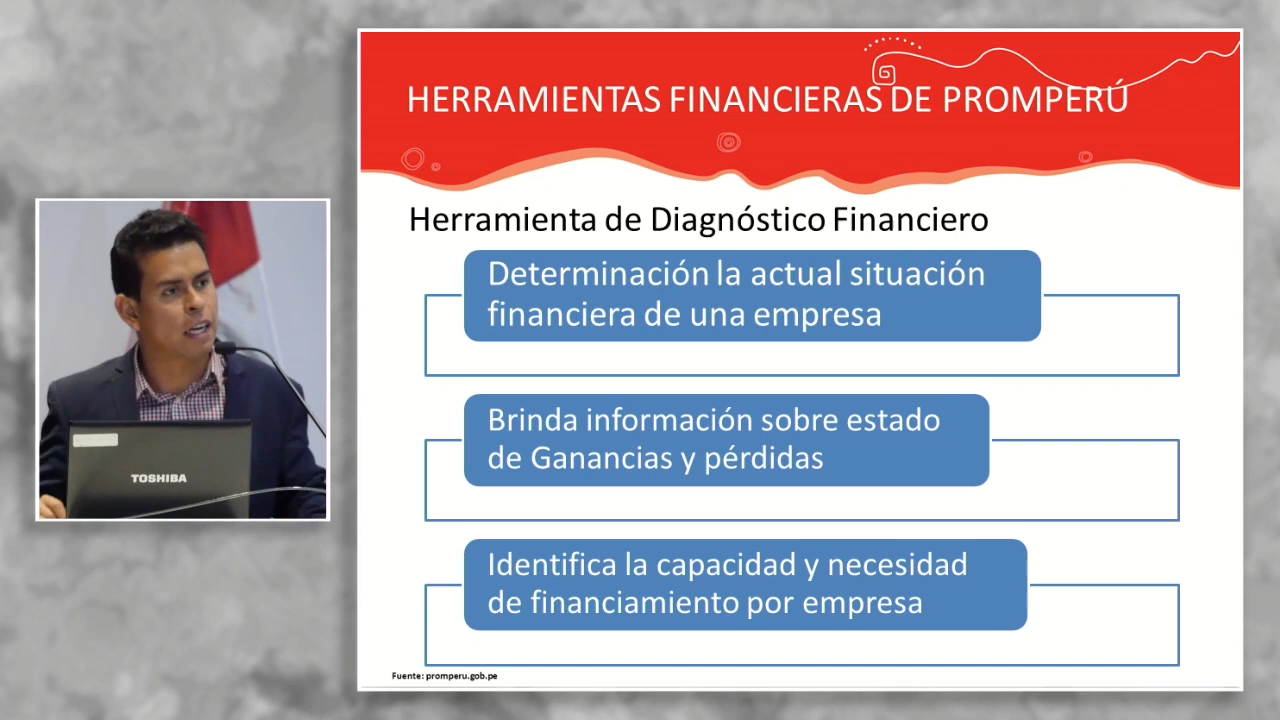 HERRAMIENTAS FINANCIERAS DE PROMPERÚ
Herramienta de Diagnóstico Financiero
Determinación la actual situación
financiera de una empresa
Brinda información sobre estado
de Ganancias y pérdidas
Identifica la capacidad y necesidad
de financiamiento por empresa
Fuente: promperu.gob.pe
TOSHIBA